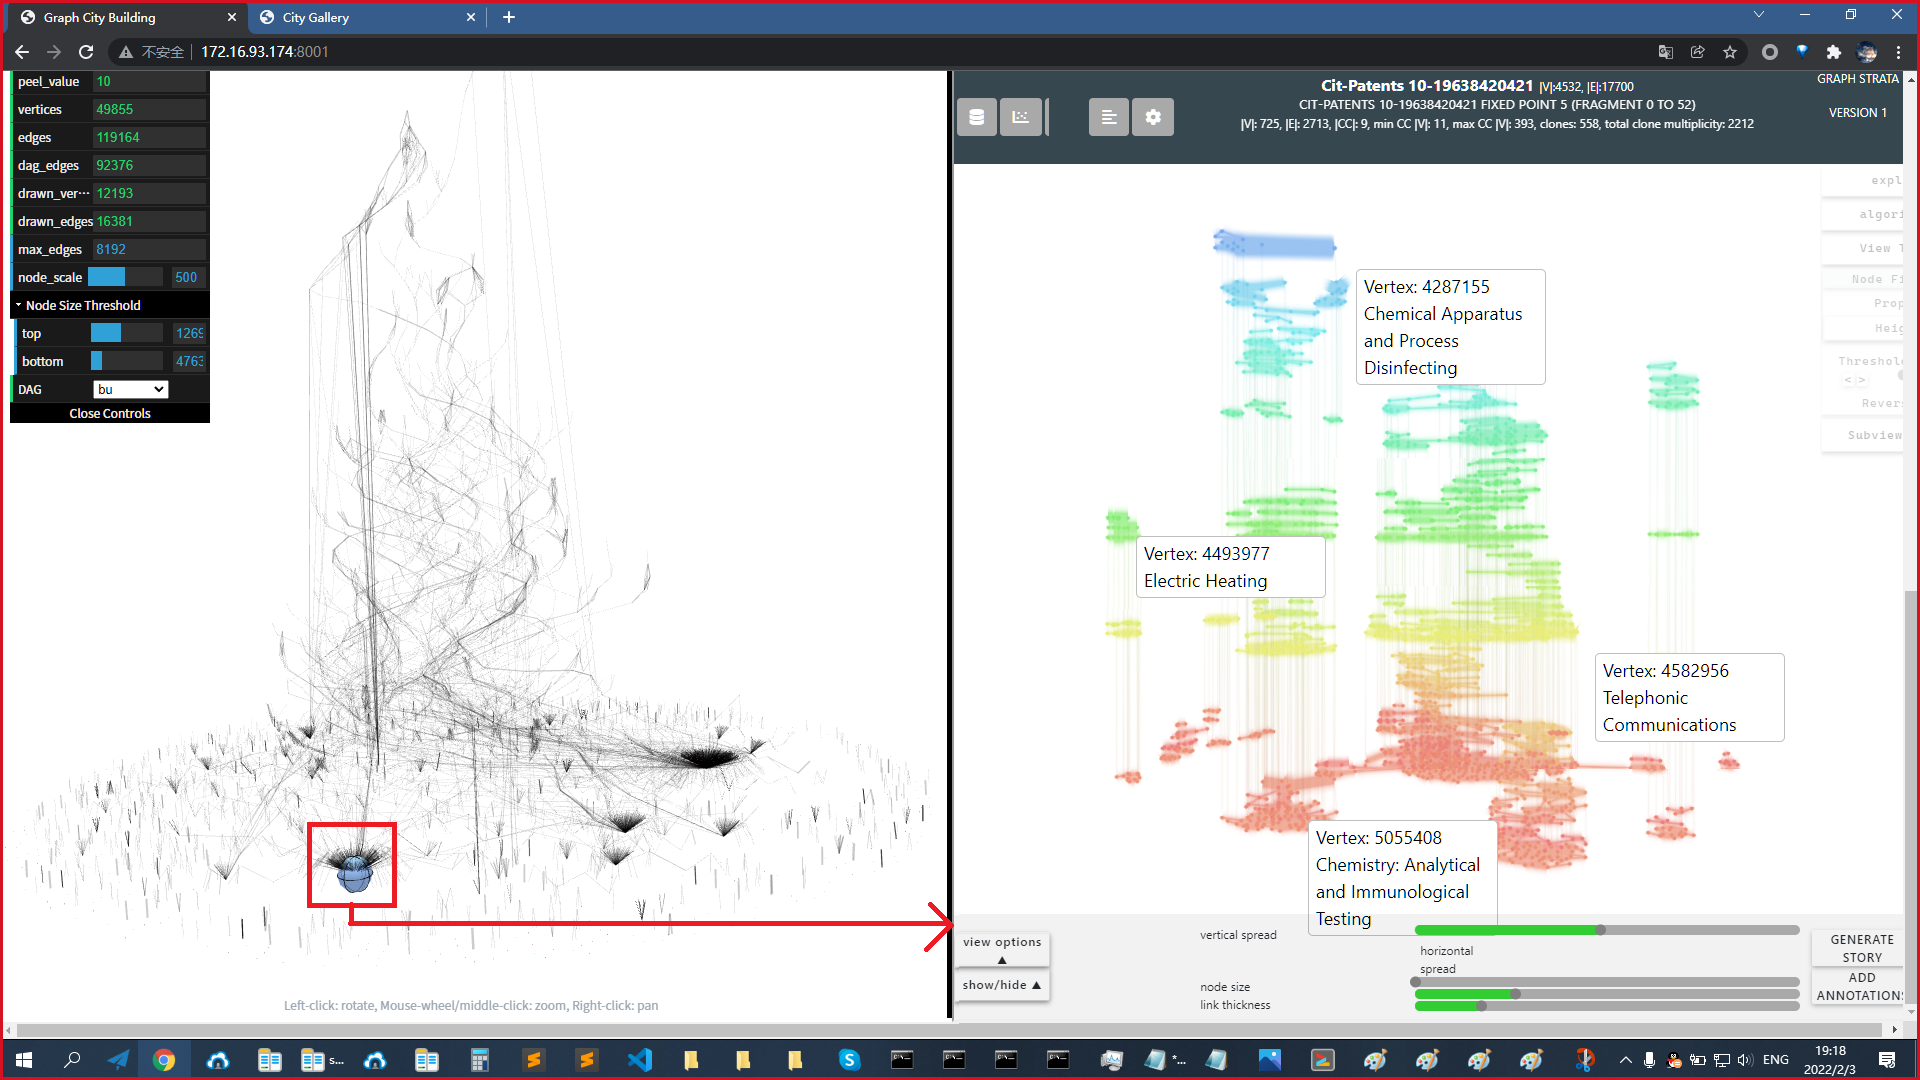 Graph City Building
City Gallery
不安全
172.16.93.174:8001
peel_value 10
vertices 49855
edges 119164
dag_edges 92376
drawn_ver··· 12193
drawn_edges 16381
max_edges 8192
node_scale 500
Node Size Threshold
top 1269
bottom 4763
DAG bu
Close Controls
Left-click: rotate, Mouse-wheel/middle-click: zoom, Right-click: pan
Cit-Patents 10-19638420421 |V|:4532, |E|:17700
CIT-PATENTS 10-19638420421 FIXED POINT 5 (FRAGMENT 0 TO 52)
|V|: 725, |E|: 2713, |CC|: 9, min CC |V|: 11, max CC |V|: 393, clones: 558, total clone multiplicity: 2212
GRAPH STRATA
VERSION 1
expl
algori
View T
Node Fi
Prop
Heig
Threshold
< >
Revers
Subview
Vertex: 4287155
Chemical Apparatus
and Process
Disinfecting
Vertex: 4493977
Electric Heating
Vertex: 4582956
Telephonic
Communications
Vertex: 5055408
Chemistry: Analytical
and Immunological
Testing
view options ▲
show/hide ▲
vertical spread
horizontal
spread
node size
link thickness
GENERATE
STORY
ADD
ANNOTATION
s...
*...
ENG
19:18
2022/2/3